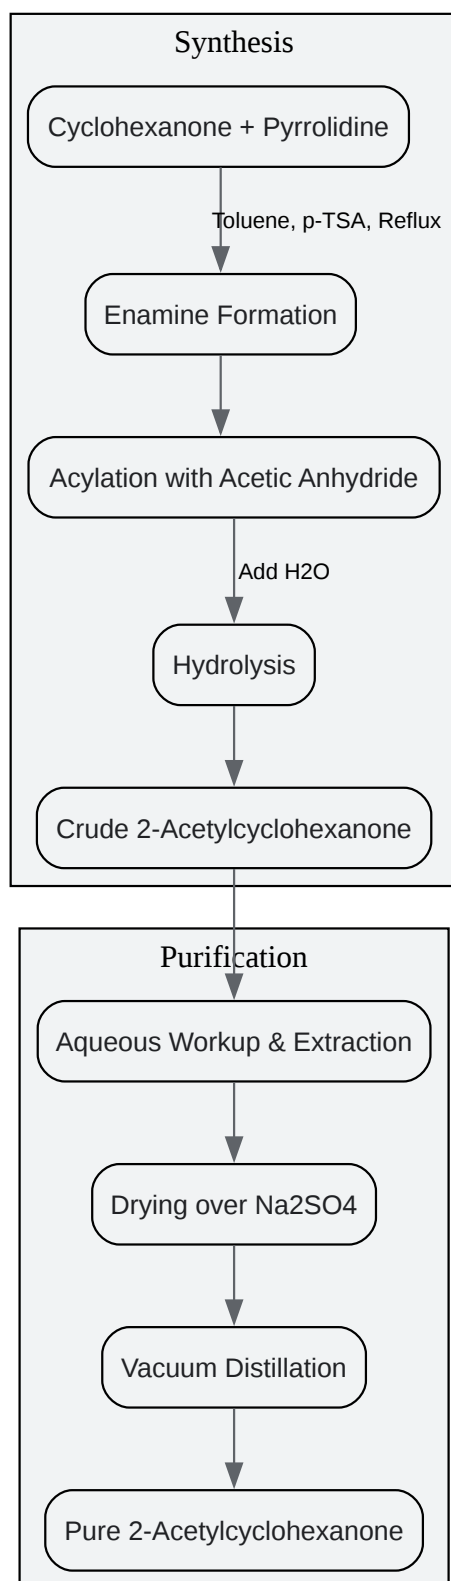 Synthesis
Cyclohexanone + Pyrrolidine
Toluene, p-TSA, Reflux
Enamine Formation
Acylation with Acetic Anhydride
Add H2O
Hydrolysis
Crude 2-Acetylcyclohexanone
Purification
Aqueous Workup & Extraction
Drying over Na2SO4
Vacuum Distillation
Pure 2-Acetylcyclohexanone